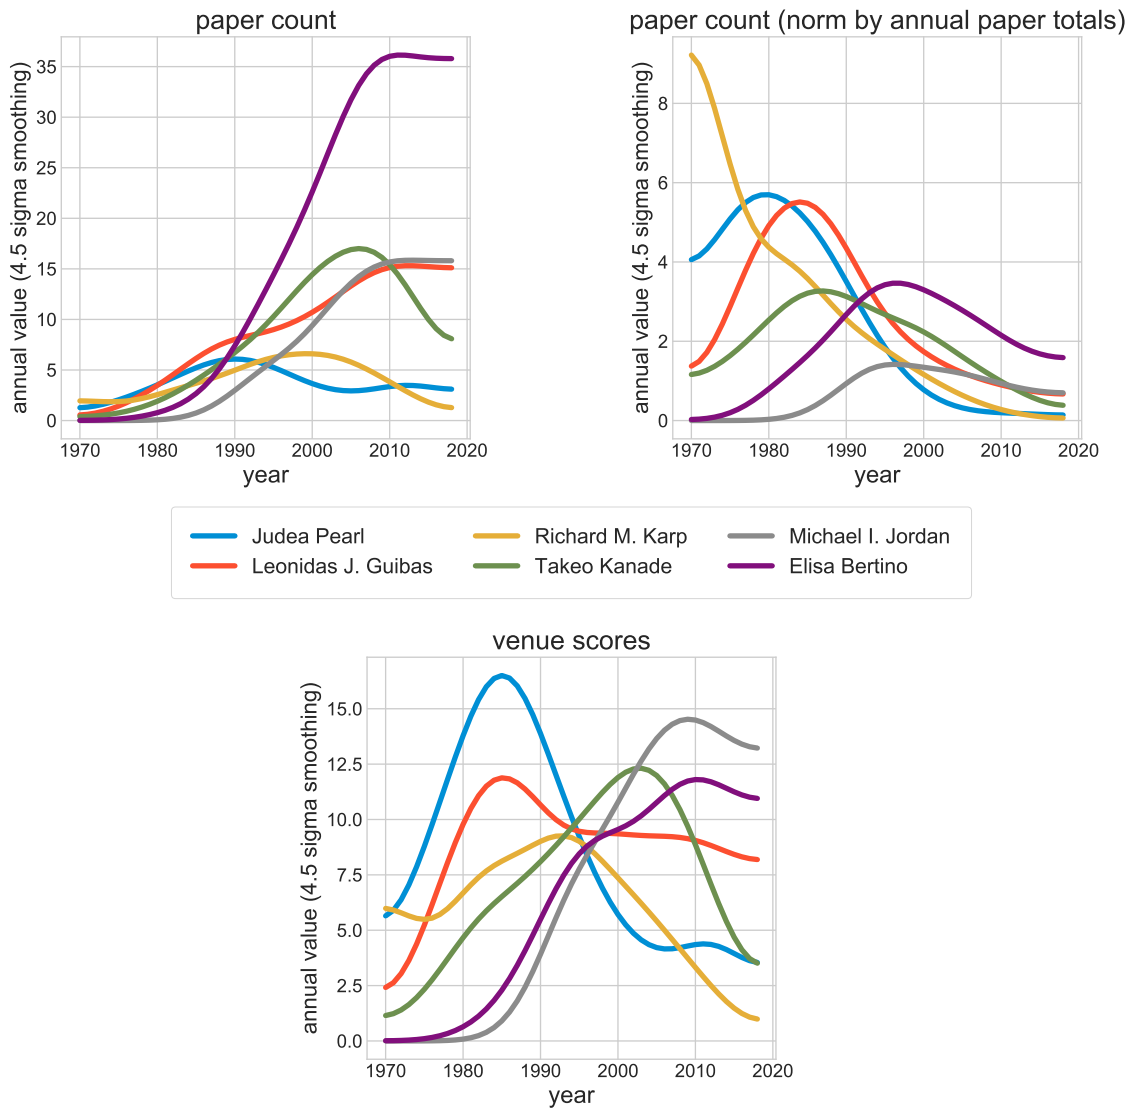 paper count
annual value (4.5 sigma smoothing)
35
30
25
20
15
10
5
0
1970 1980 1990 2000 2010 2020
year
paper count (norm by annual paper totals)
annual value (4.5 sigma smoothing)
8
6
4
2
0
1970 1980 1990 2000 2010 2020
year
Judea Pearl
Leonidas J. Guibas
Richard M. Karp
Takeo Kanade
Michael I. Jordan
Elisa Bertino
venue scores
annual value (4.5 sigma smoothing)
15.0
12.5
10.0
7.5
5.0
2.5
0.0
1970 1980 1990 2000 2010 2020
year